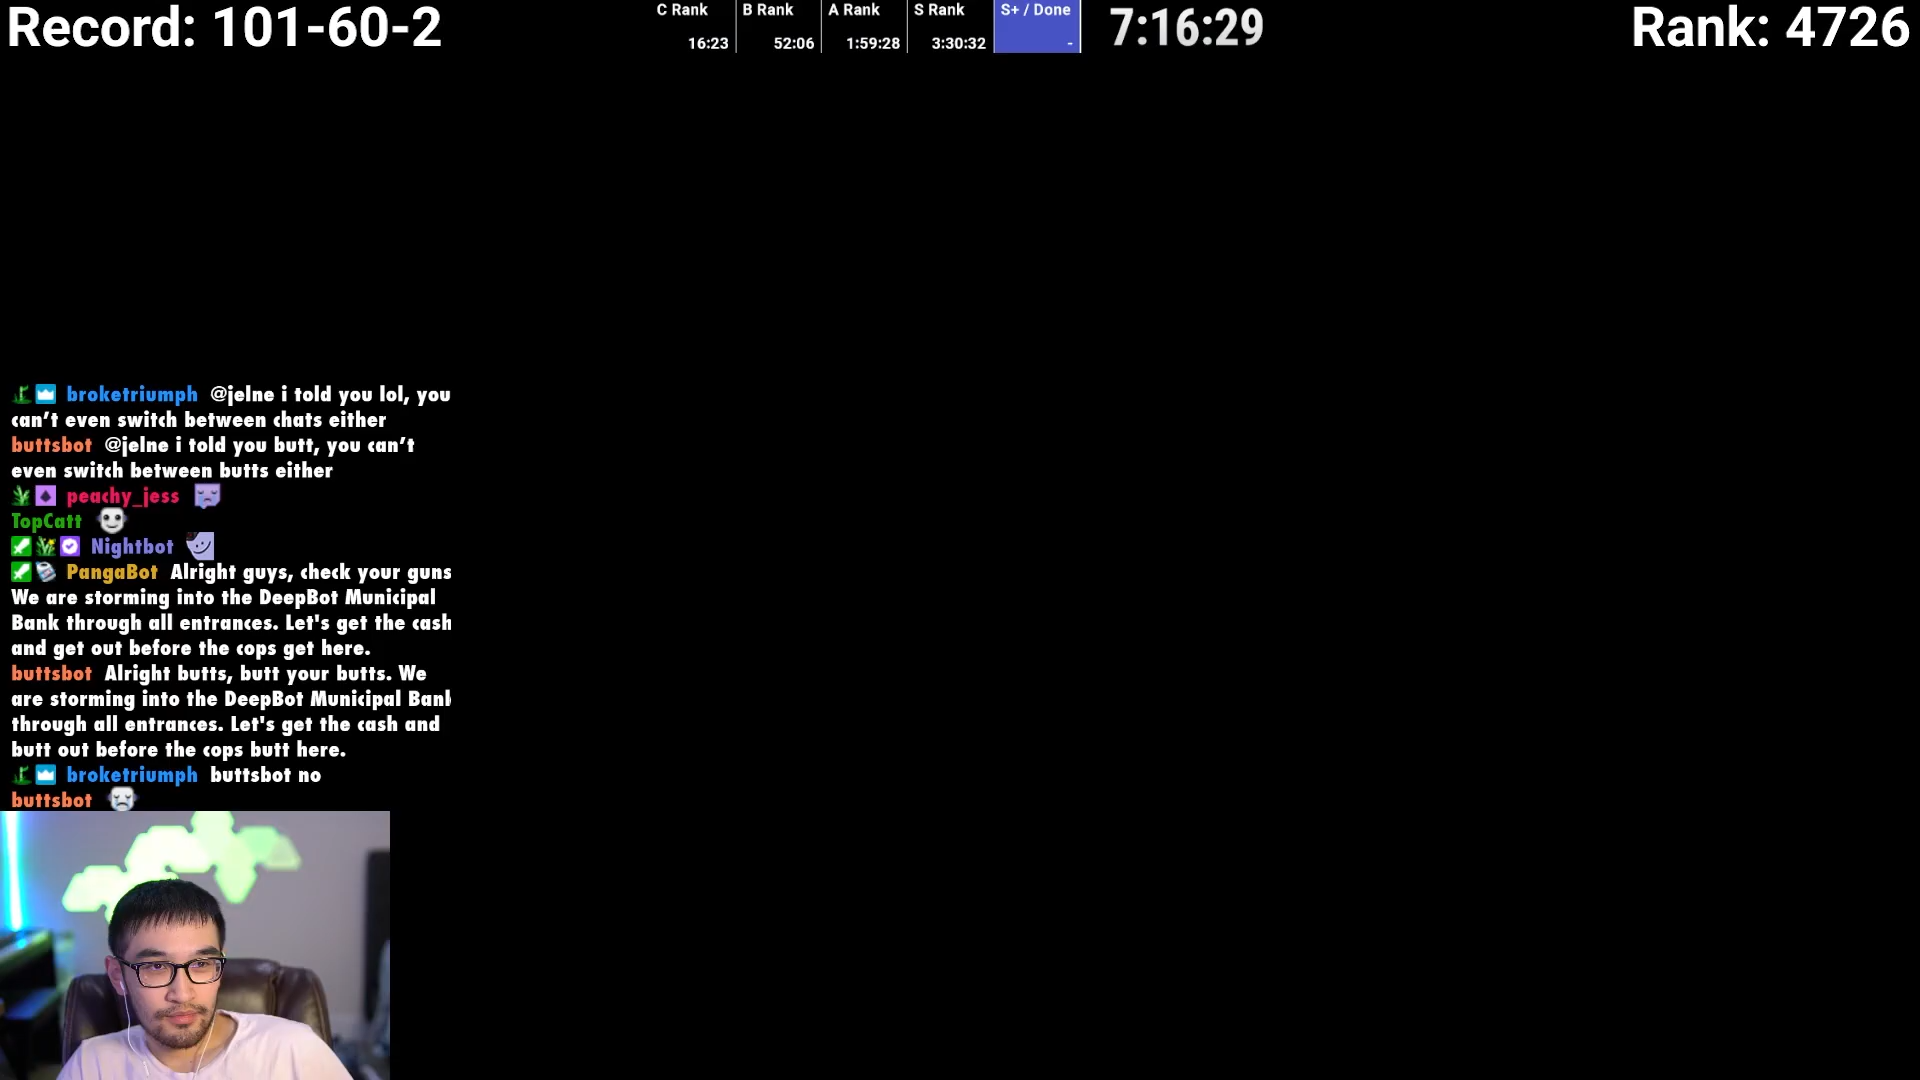 Record: 101-60-2
C Rank B Rank A Rank S Rank S+ / Done
16:23 52:06 1:59:28 3:30:32 -
7:16:29
Rank: 4726
broketriumph @jelne i told you lol, you
can't even switch between chats either
buttsbot @jelne i told you butt, you can't
even switch between butts either
peachy_jess
TopCatt
Nightbot
PangaBot Alright guys, check your guns
We are storming into the DeepBot Municipal
Bank through all entrances. Let's get the cash
and get out before the cops get here.
buttsbot Alright butts, butt your butts. We
are storming into the DeepBot Municipal Bank
through all entrances. Let's get the cash and
butt out before the cops butt here.
broketriumph buttsbot no
buttsbot